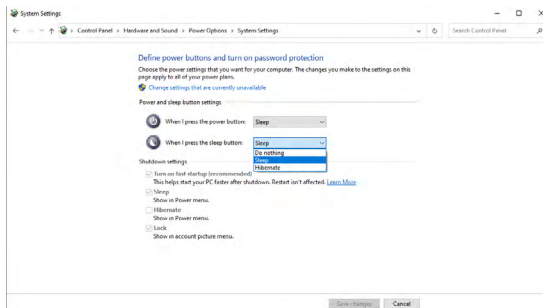 System Settings
Control Panel > Hardware and Sound > Power Options > System Settings
Search Control Panel
Define power buttons and turn on password protection
Choose the power settings that you want for your computer. The changes you make to the settings on this
page apply to all of your power plans.
Change settings that are currently unavailable
Power and sleep button settings
When I press the power button: Sleep
When I press the sleep button: Sleep
Do nothing
Sleep
Hibernate
Shutdown settings
Turn on fast startup (recommended)
This helps start your PC faster after shutdown. Restart isn't affected. Learn More
Sleep
Show in Power menu.
Hibernate
Show in Power menu.
Lock
Show in account picture menu.
Save changes Cancel